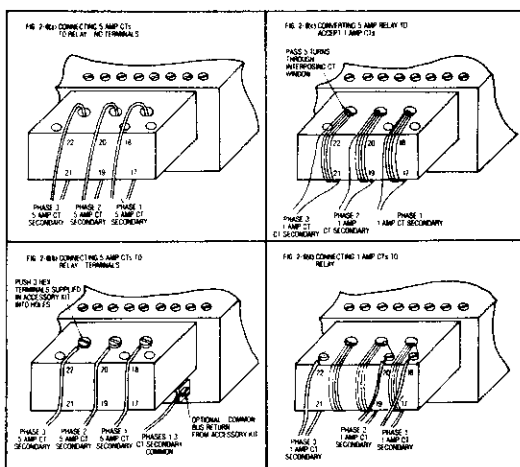 FIG. 2-8(a) CONNECTING 5 AMP CTs
TO RELAY NO TERMINALS
22 20 18
21 19 17
PHASE 3
5 AMP CT
SECONDARY
PHASE 2
5 AMP CT
SECONDARY
PHASE 1
5 AMP CT
SECONDARY
CONVERTING 5 AMP RELAY TO
ACCEPT 1 AMP CTs
PASS 5 TURNS
THROUGH
INTERPOSING CT
WINDOW
22 20 18
21 19 17
PHASE 3
1 AMP CT
CT SECONDARY
PHASE 2
1 AMP
CT SECONDARY
PHASE 1
1 AMP CT SECONDARY
FIG. 2-8(b) CONNECTING 5 AMP CTs TO
RELAY TERMINALS
PUSH 3 HEX
TERMINALS SUPPLIED
IN ACCESSORY KIT
INTO HOLES
22 20 18
21 19 17
PHASE 3
5 AMP CT
SECONDARY
PHASE 2
5 AMP CT
SECONDARY
5 AMP CT
SECONDARY
PHASES 1, 3
CT SECONDARY
COMMON
OPTIONAL COMMON
BUS RETURN
FROM ACCESSORY KIT
CONNECTING 1 AMP CTs TO
RELAY
22 20 18
21 19 17
PHASE 3
1 AMP CT
SECONDARY
PHASE 2
1 AMP CT
SECONDARY
PHASE 1
1 AMP CT
SECONDARY